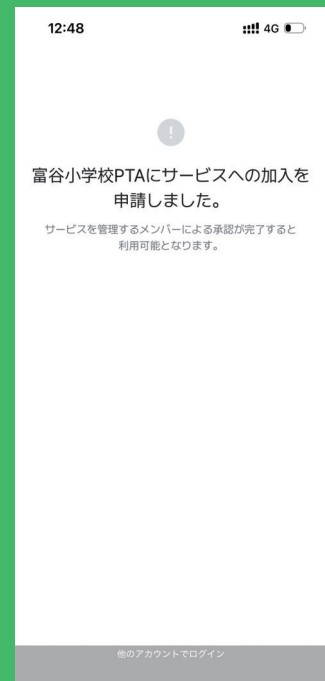 12:48
4G
富谷小学校PTAにサービスへの加入を
申請しました。
サービスを管理するメンバーによる承認が完了すると
利用可能となります。
他のアカウントでログイン